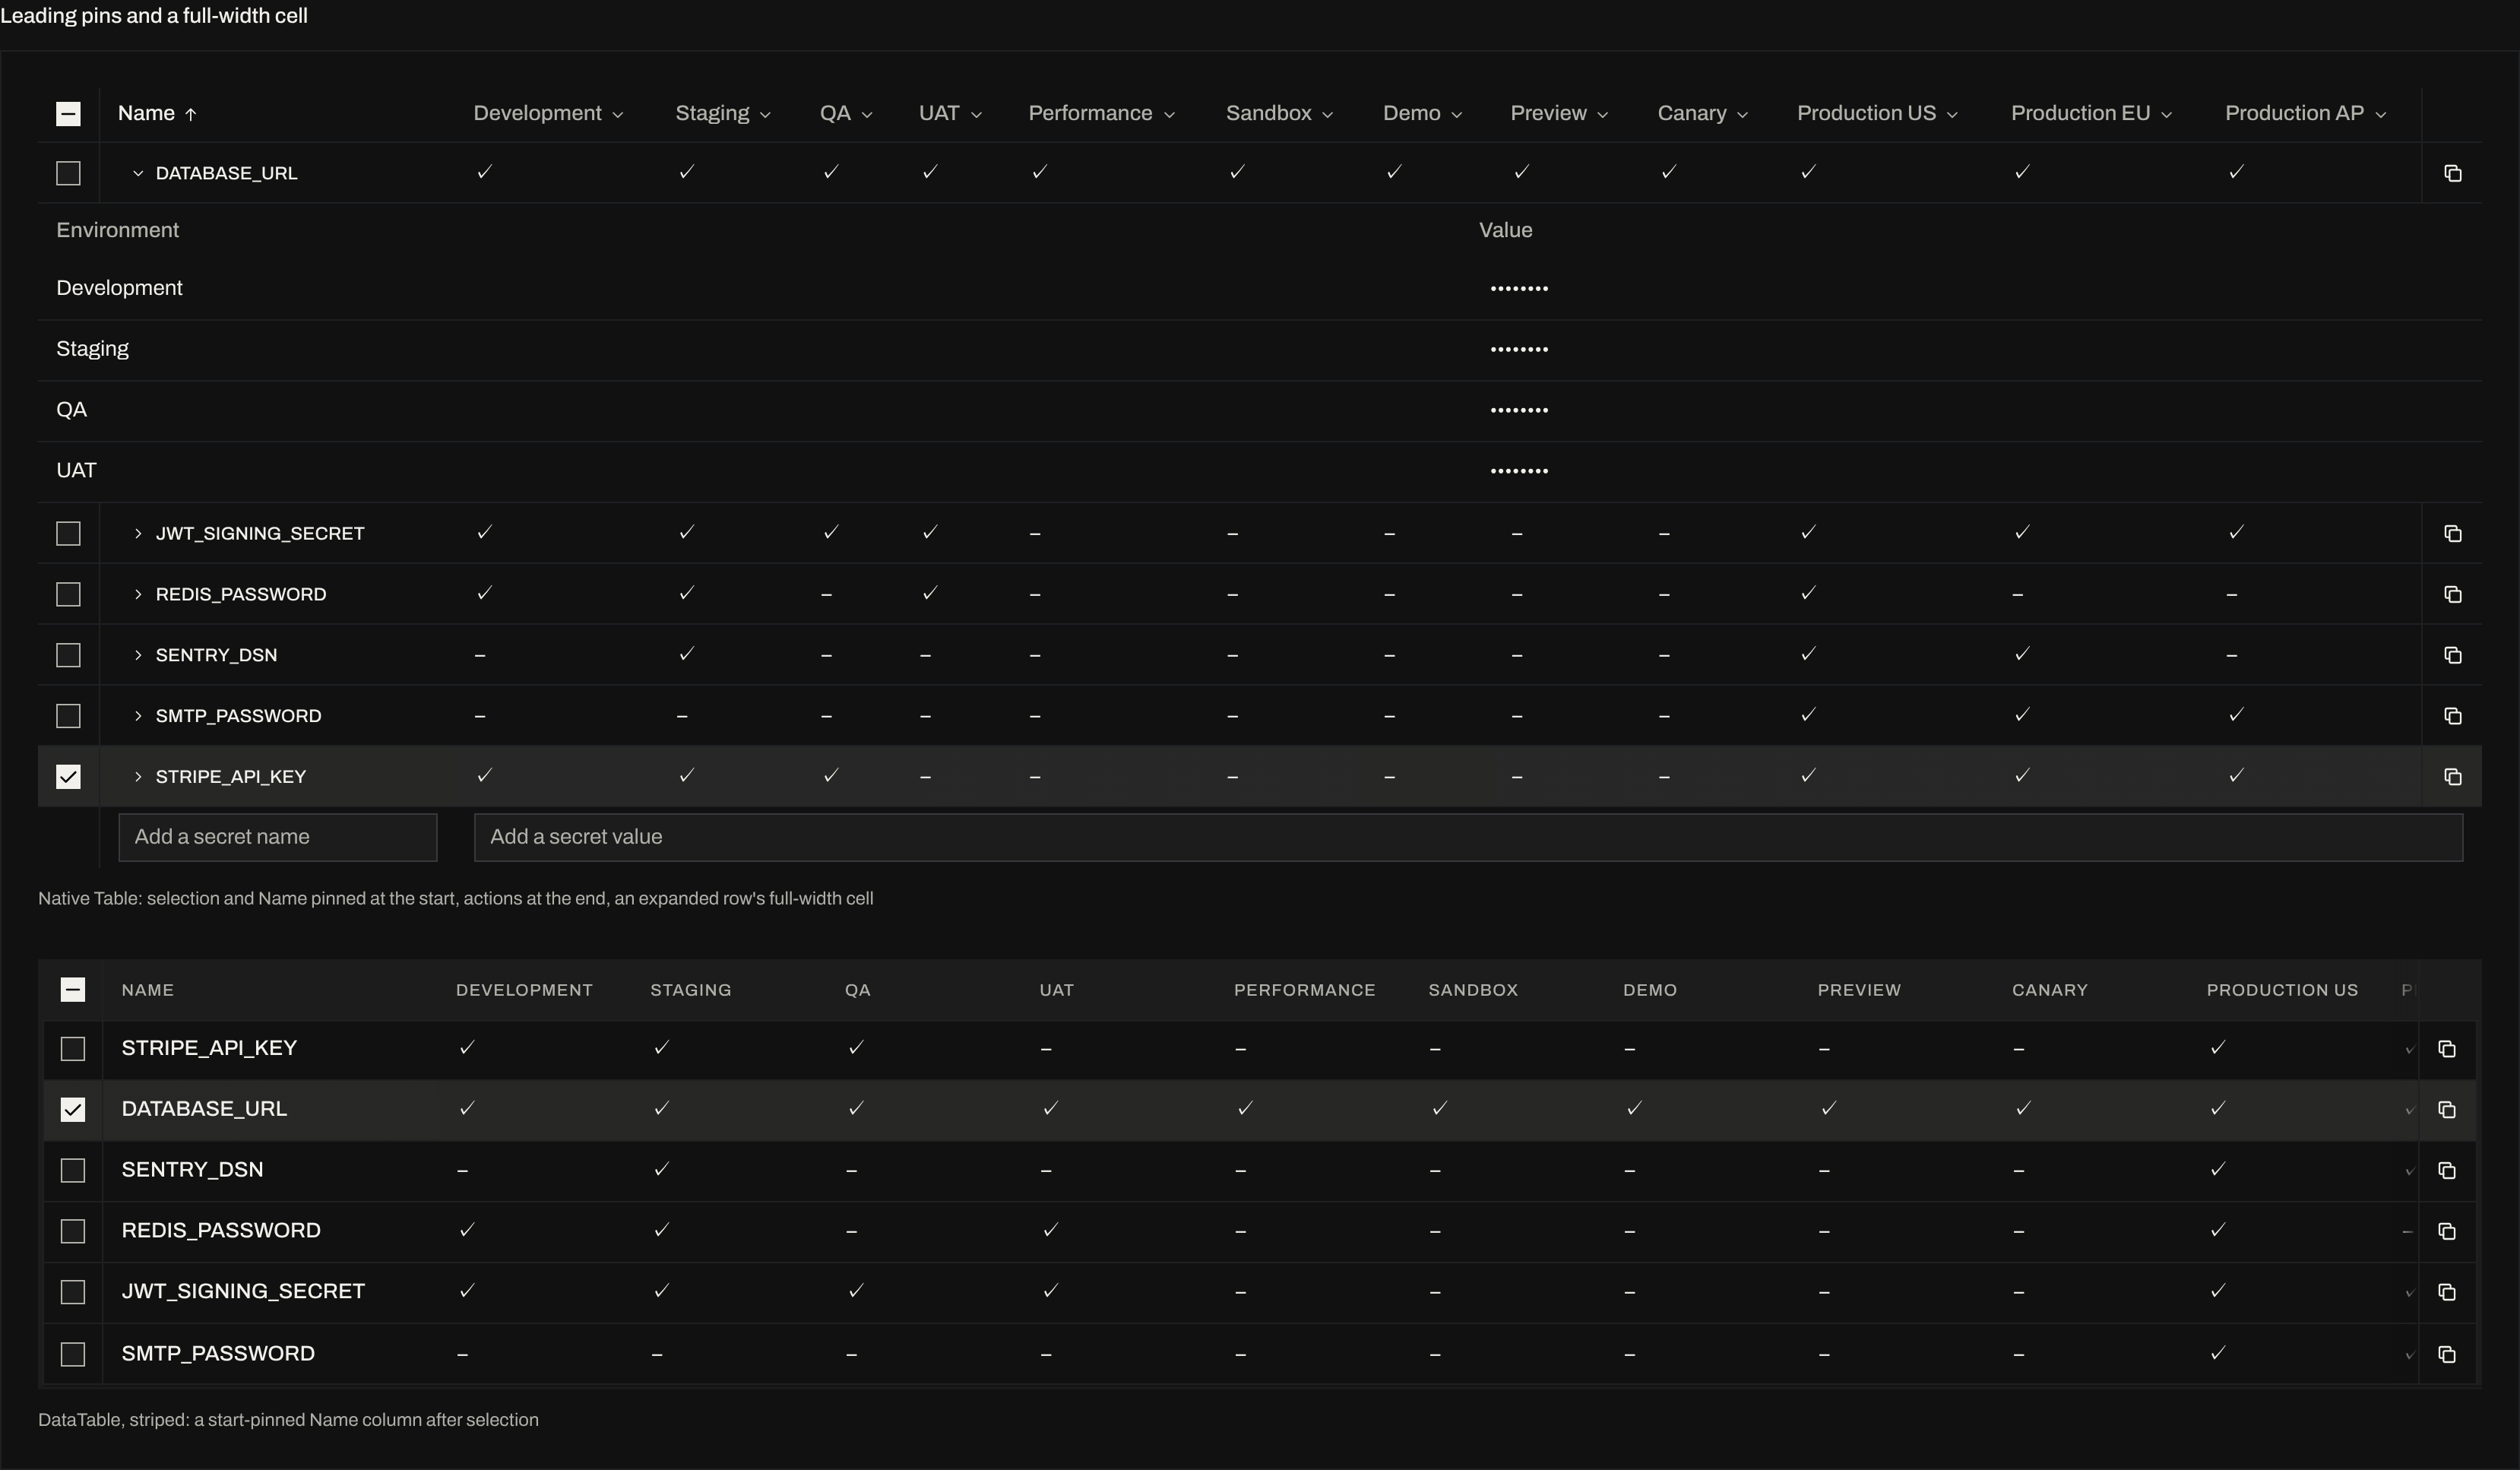 Leading pins and a full-width cell
Name ↑ Development Staging QA UAT Performance Sandbox Demo Preview Canary Production US Production EU Production AP
DATABASE_URL ✓ ✓ ✓ ✓ ✓ ✓ ✓ ✓ ✓ ✓ ✓ ✓
Environment Value
Development ••••••••
Staging ••••••••
QA ••••••••
UAT ••••••••
JWT_SIGNING_SECRET ✓ ✓ ✓ ✓ – – – – – ✓ ✓ ✓
REDIS_PASSWORD ✓ ✓ – ✓ – – – – – ✓ – –
SENTRY_DSN – ✓ – – – – – – – ✓ ✓ –
SMTP_PASSWORD – – – – – – – – – ✓ ✓ ✓
STRIPE_API_KEY ✓ ✓ ✓ – – – – – – ✓ ✓ ✓
Add a secret name Add a secret value
Native Table: selection and Name pinned at the start, actions at the end, an expanded row's full-width cell
NAME DEVELOPMENT STAGING QA UAT PERFORMANCE SANDBOX DEMO PREVIEW CANARY PRODUCTION US
STRIPE_API_KEY ✓ ✓ ✓ – – – – – – ✓ ✓
DATABASE_URL ✓ ✓ ✓ ✓ ✓ ✓ ✓ ✓ ✓ ✓ ✓
SENTRY_DSN – ✓ – – – – – – – ✓ ✓
REDIS_PASSWORD ✓ ✓ – ✓ – – – – – ✓ –
JWT_SIGNING_SECRET ✓ ✓ ✓ ✓ – – – – – ✓ ✓
SMTP_PASSWORD – – – – – – – – – ✓ ✓
DataTable, striped: a start-pinned Name column after selection